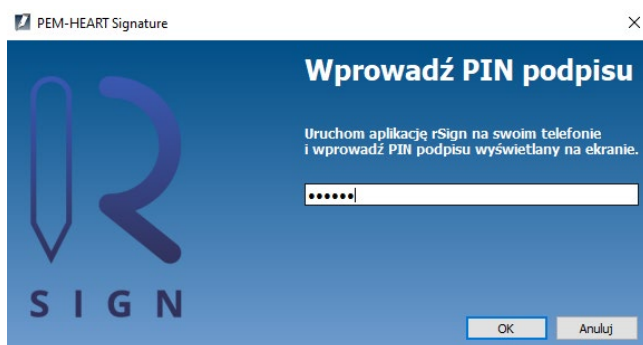 PEM-HEART Signature
Wprowadź PIN podpisu
Uruchom aplikację rSign na swoim telefonie
i wprowadź PIN podpisu wyświetlany na ekranie.
••••••
R
SIGN
OK
Anuluj